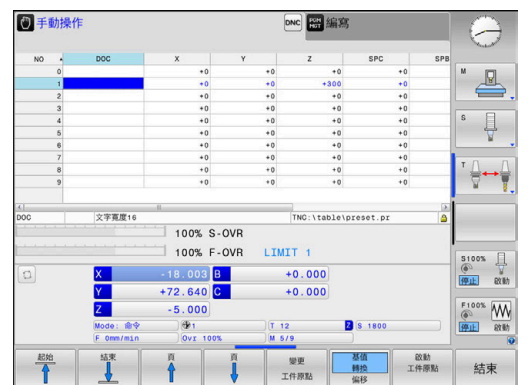 手動操作 DNC PGM MGT 編寫
NO DOC X Y Z SPC SPB
0 +0 +0 +0 +0
1 +0 +0 +300 +0
2 +0 +0 +0 +0
3 +0 +0 +0 +0
4 +0 +0 +0 +0
5 +0 +0 +0 +0
6 +0 +0 +0 +0
7 +0 +0 +0 +0
8 +0 +0 +0 +0
9 +0 +0 +0 +0
DOC 文字寬度16 TNC:\table\preset.pr
100% S-OVR
100% F-OVR LIMIT 1
X -18.003 B +0.000
Y +72.640 C +0.000
Z -5.000
Mode: 命令 1 T 12 Z S 1800
F 0mm/min Ovr 100% M 5/9
M
S
T
S100%
停止 啟動
F100%
停止 啟動
起始 結束 頁 頁 變更 工件原點 基值 轉換 偏移 啟動 工件原點 結束